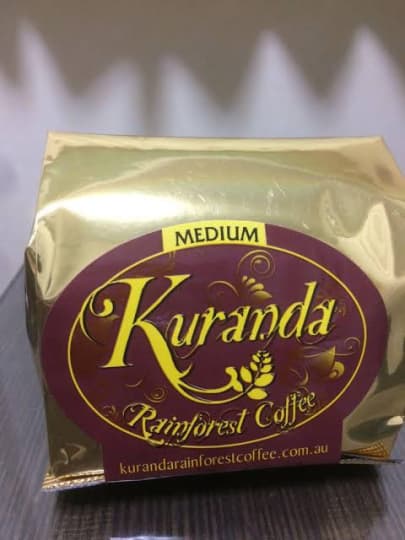 MEDIUM
Kuranda
Rainforest Coffee
kurandarainforestcoffee.com.au